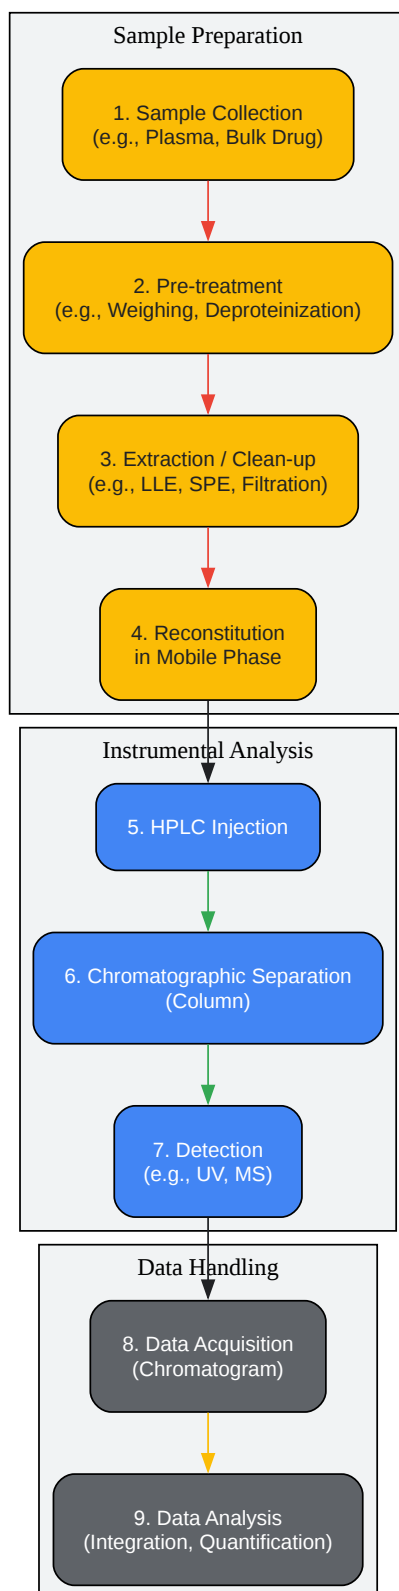 Sample Preparation
1. Sample Collection
(e.g., Plasma, Bulk Drug)
2. Pre-treatment
(e.g., Weighing, Deproteinization)
3. Extraction / Clean-up
(e.g., LLE, SPE, Filtration)
4. Reconstitution
in Mobile Phase
Instrumental Analysis
5. HPLC Injection
6. Chromatographic Separation
(Column)
7. Detection
(e.g., UV, MS)
Data Handling
8. Data Acquisition
(Chromatogram)
9. Data Analysis
(Integration, Quantification)